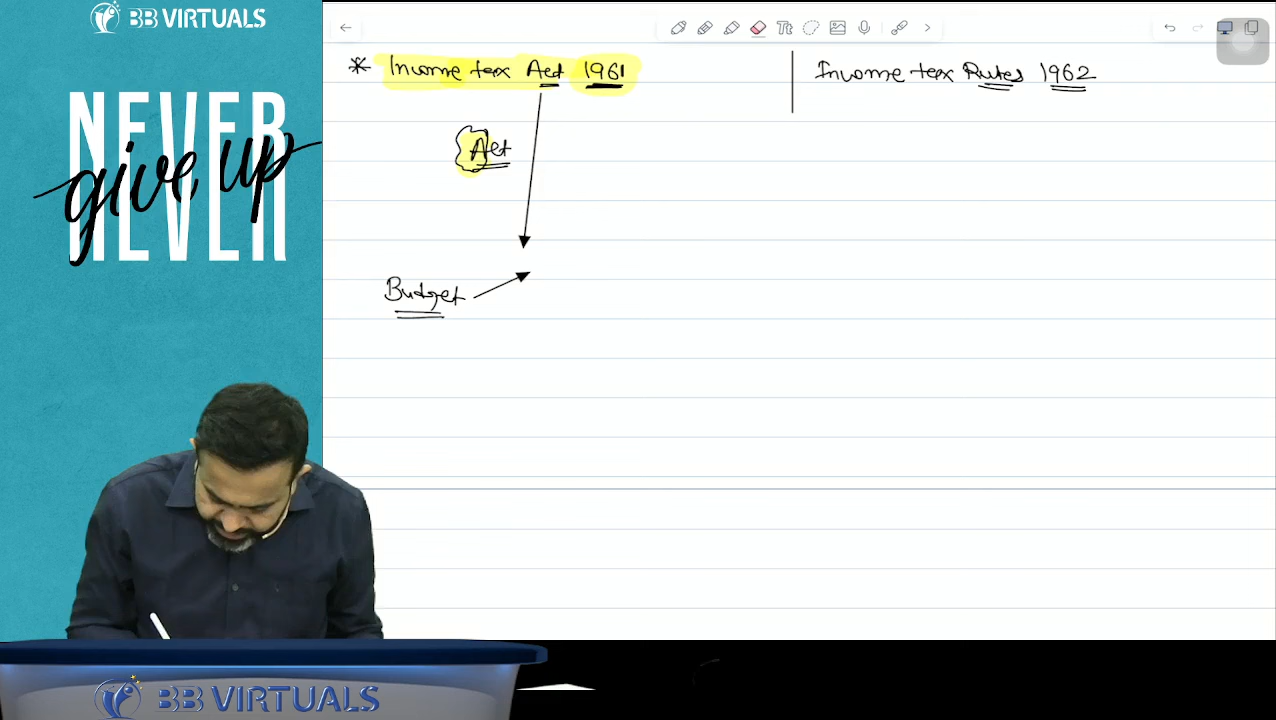 BB VIRTUALS
NEVER
give up
NEVER
* Income tax Act 1961
Income tax Rules 1962
Act
Budget
BB VIRTUALS